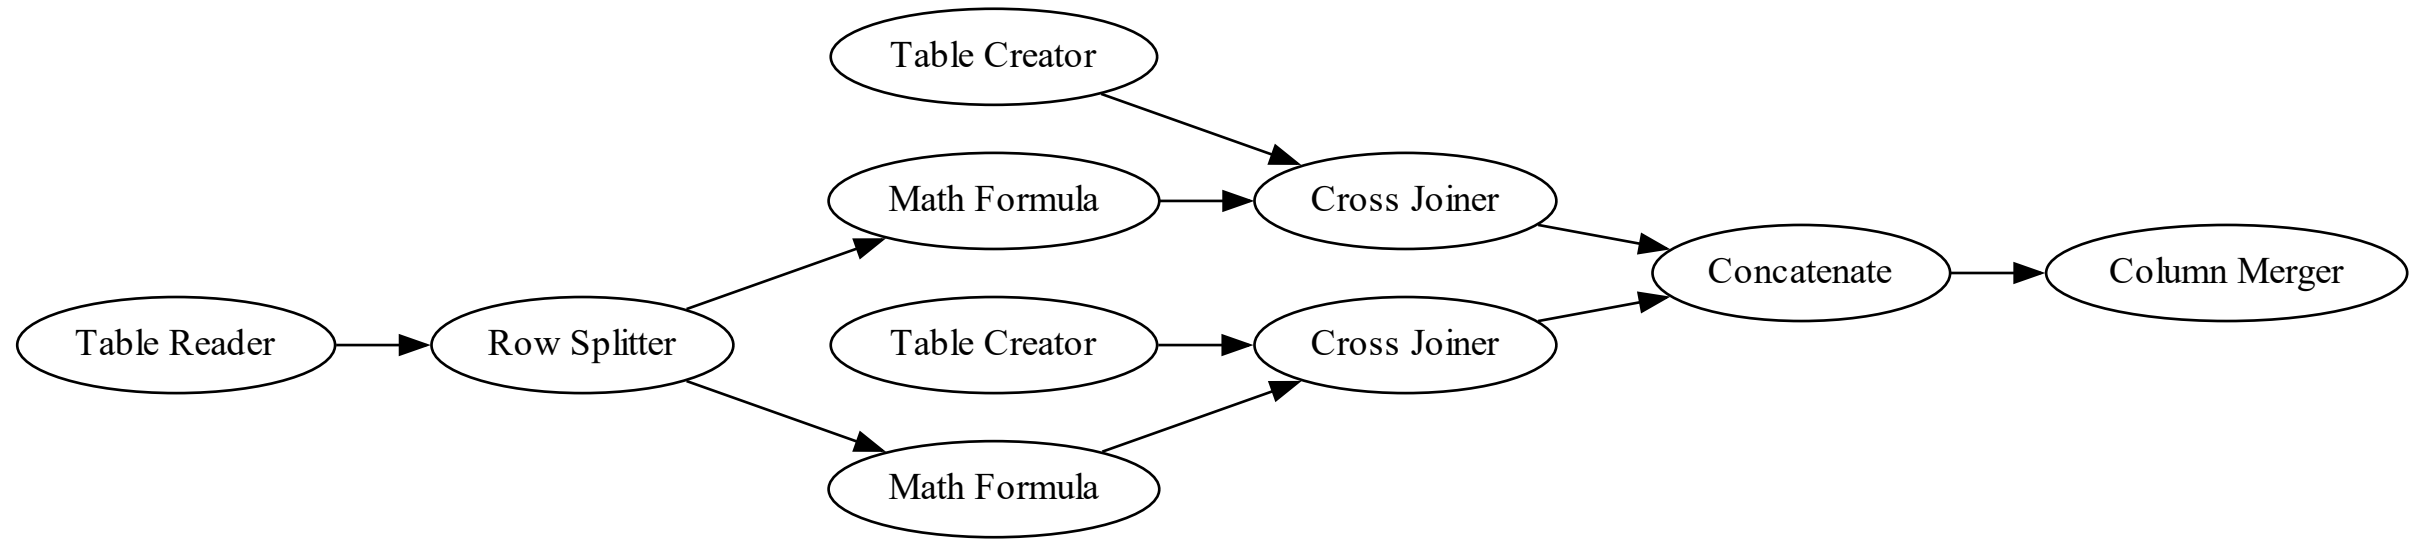 Table Creator
Math Formula
Cross Joiner
Concatenate
Column Merger
Table Reader
Row Splitter
Table Creator
Cross Joiner
Math Formula